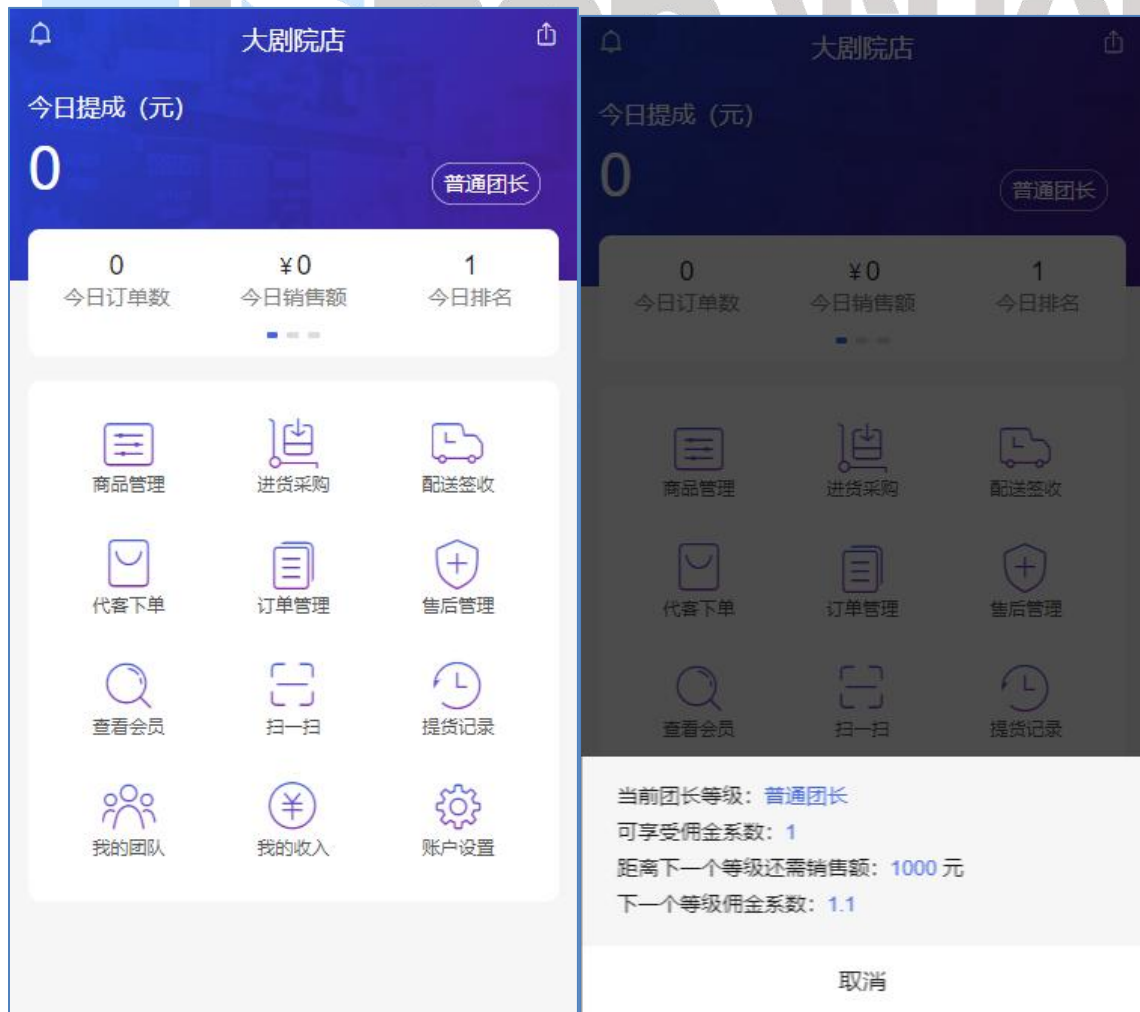 大剧院店
今日提成（元）
0
普通团长
0 ¥0 1
今日订单数 今日销售额 今日排名
商品管理 进货采购 配送签收
代客下单 订单管理 售后管理
查看会员 扫一扫 提货记录
我的团队 我的收入 账户设置
大剧院店
今日提成（元）
0
普通团长
0 ¥0 1
今日订单数 今日销售额 今日排名
商品管理 进货采购 配送签收
代客下单 订单管理 售后管理
查看会员 扫一扫 提货记录
当前团长等级：普通团长
可享受佣金系数：1
距离下一个等级还需销售额：1000 元
下一个等级佣金系数：1.1
取消